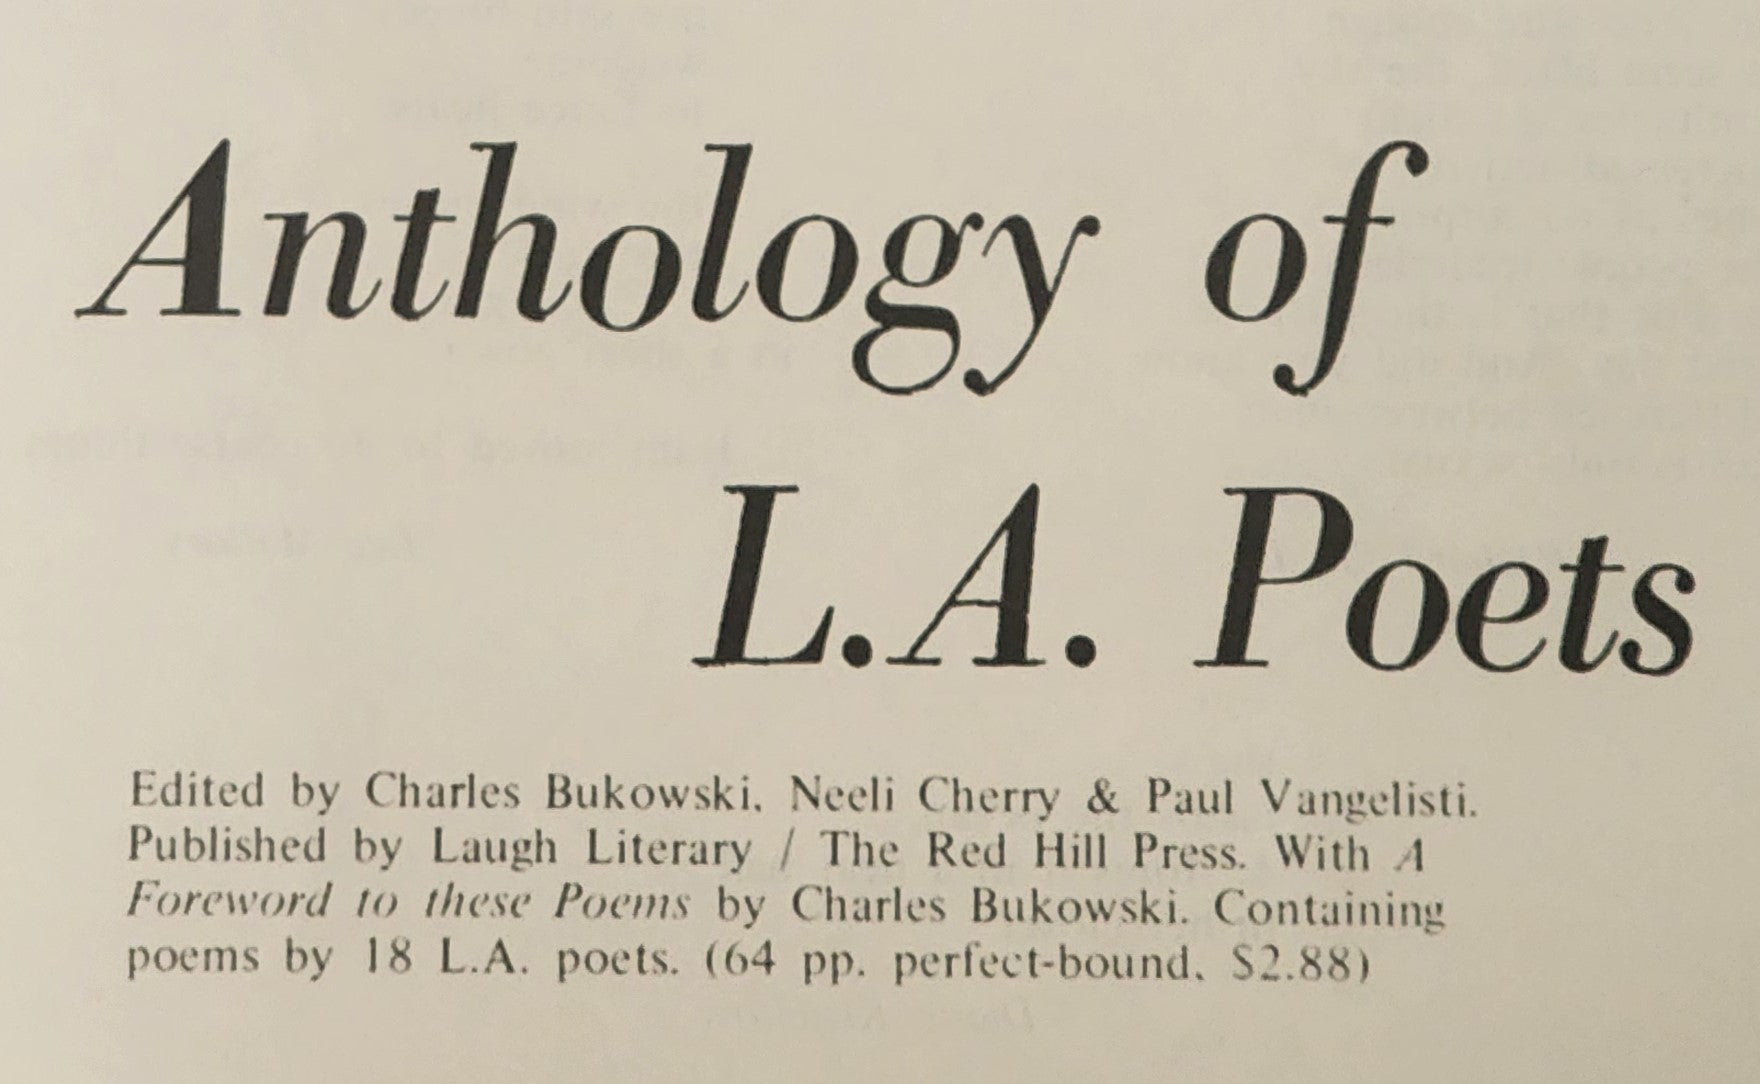 Anthology of
L.A. Poets
Edited by Charles Bukowski, Neeli Cherry & Paul Vangelisti.
Published by Laugh Literary / The Red Hill Press. With A
Foreword to these Poems by Charles Bukowski. Containing
poems by 18 L.A. poets. (64 pp. perfect-bound, $2.88)